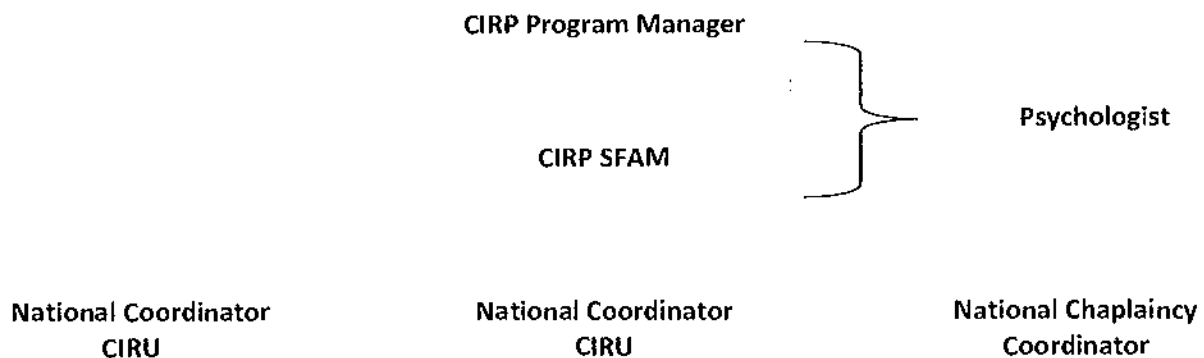 CIRP Program Manager
Psychologist
CIRP SFAM
National Coordinator
CIRU
National Coordinator
CIRU
National Chaplaincy
Coordinator